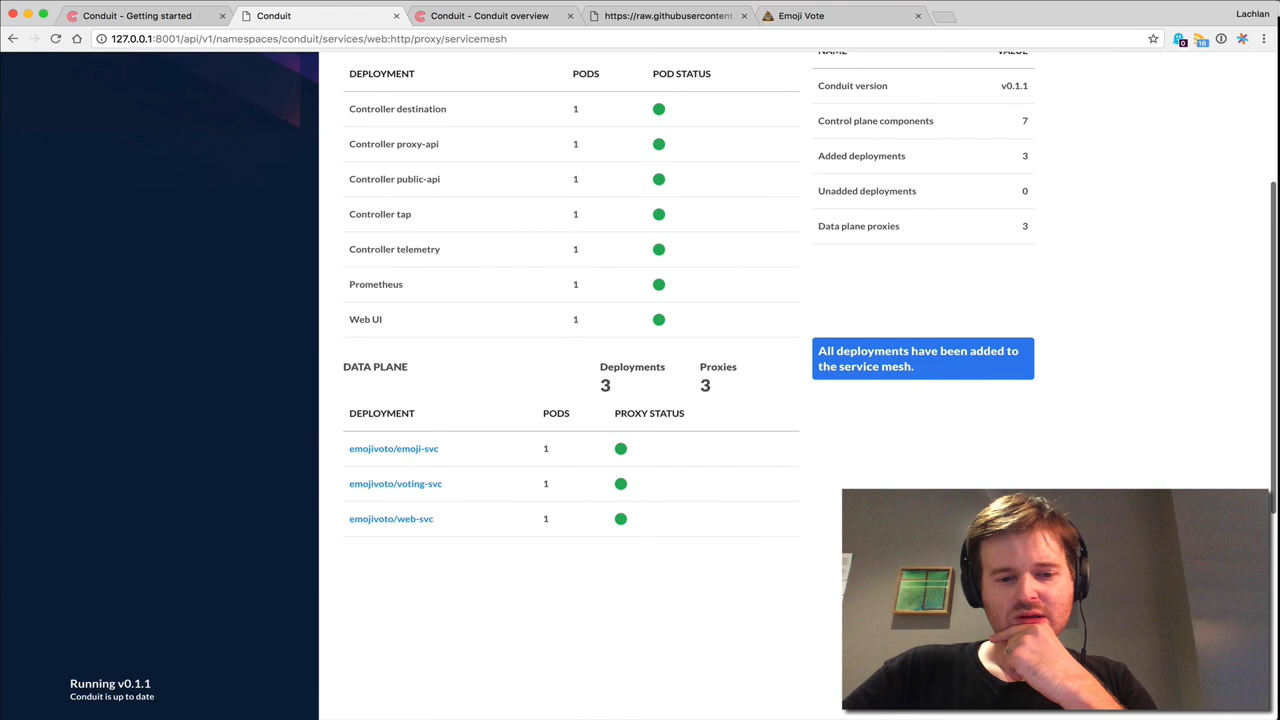 Conduit - Getting started
Conduit
Conduit - Conduit overview
https://raw.githubusercontent.
Emoji Vote
Lachlan
127.0.0.1:8001/api/v1/namespaces/conduit/services/web:http/proxy/servicemesh
0
16
DEPLOYMENT PODS POD STATUS
Controller destination 1
Controller proxy-api 1
Controller public-api 1
Controller tap 1
Controller telemetry 1
Prometheus 1
Web UI 1
NAME VALUE
Conduit version v0.1.1
Control plane components 7
Added deployments 3
Unadded deployments 0
Data plane proxies 3
All deployments have been added to
the service mesh.
DATA PLANE
Deployments Proxies
3 3
DEPLOYMENT PODS PROXY STATUS
emojivoto/emoji-svc 1
emojivoto/voting-svc 1
emojivoto/web-svc 1
Running v0.1.1
Conduit is up to date